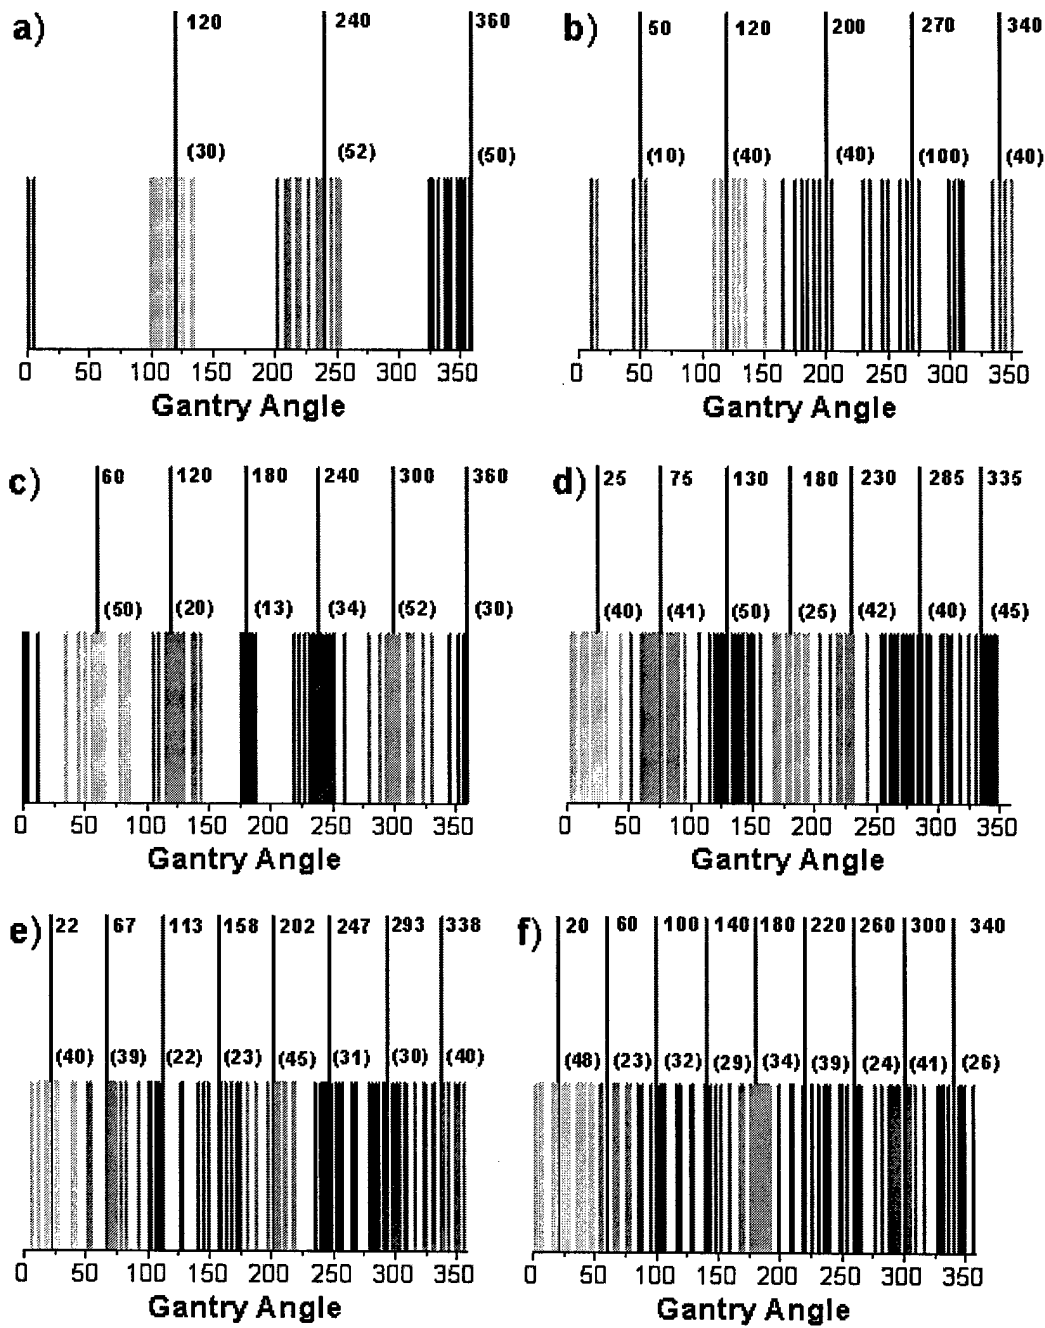 a) 120 240 360
(30) (52) (50)
0 50 100 150 200 250 300 350
Gantry Angle
b) 50 120 200 270 340
(10) (40) (40) (100) (40)
0 50 100 150 200 250 300 350
Gantry Angle
c) 60 120 180 240 300 360
(50) (20) (13) (34) (52) (30)
0 50 100 150 200 250 300 350
Gantry Angle
d) 25 75 130 180 230 285 335
(40) (41) (50) (25) (42) (40) (45)
0 50 100 150 200 250 300 350
Gantry Angle
e) 22 67 113 158 202 247 293 338
(40) (39) (22) (23) (45) (31) (30) (40)
0 50 100 150 200 250 300 350
Gantry Angle
f) 20 60 100 140 180 220 260 300 340
(48) (23) (32) (29) (34) (39) (24) (41) (26)
0 50 100 150 200 250 300 350
Gantry Angle